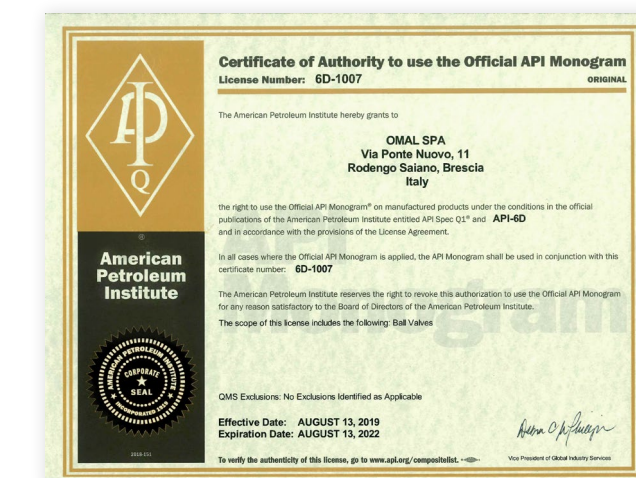 Certificate of Authority to use the Official API Monogram
License Number: 6D-1007
ORIGINAL
The American Petroleum Institute hereby grants to
OMAL SPA
Via Ponte Nuovo, 11
Rodengo Saiano, Brescia
Italy
the right to use the Official API Monogram® on manufactured products under the conditions in the official
publications of the American Petroleum Institute entitled API Spec Q1® and API-6D
and in accordance with the provisions of the License Agreement.
In all cases where the Official API Monogram is applied, the API Monogram shall be used in conjunction with this
certificate number: 6D-1007
The American Petroleum Institute reserves the right to revoke this authorization to use the Official API Monogram
for any reason satisfactory to the Board of Directors of the American Petroleum Institute.
The scope of this license includes the following: Ball Valves
QMS Exclusions: No Exclusions Identified as Applicable
Effective Date: AUGUST 13, 2019
Expiration Date: AUGUST 13, 2022
To verify the authenticity of this license, go to www.api.org/compositelist.
Vice President of Global Industry Services
API
Q
®
American
Petroleum
Institute
AMERICAN PETROLEUM INSTITUTE
CORPORATE
SEAL
INCORPORATED 1919
API
Monogram